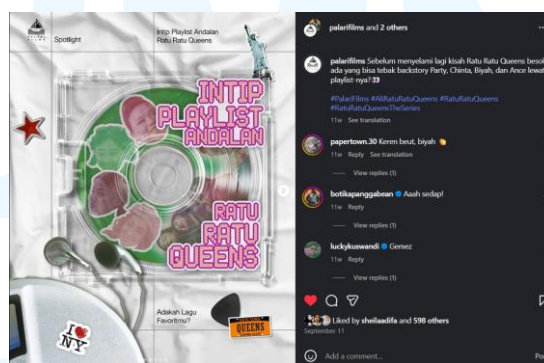 Spotlight
Intip Playlist Andalan
Ratu Ratu Queens
INTIP
PLAYLIST
ANDALAN
RATU
RATU
QUEENS
I ♥
NY
Adakah Lagu
Favoritmu?
QUEENS
palarifilms and 2 others
palarifilms Sebelum menyelami lagi kisah Ratu Ratu Queens besok,
ada yang bisa tebak backstory Party, Chinta, Biyah, dan Ance lewat
playlist-nya?
#PalariFilms #AliRatuRatuQueens #RatuRatuQueens
#RatuRatuQueensTheSeries
11w See translation
papertown.30 Keren beut, biyah
11w Reply See translation
View replies (1)
botikapanggabean Aaah sedap!
11w Reply
View replies (1)
luckykuswandi Gemez
11w Reply
View replies (1)
Liked by sheilaadifa and 598 others
September 11
Add a comment...
Po